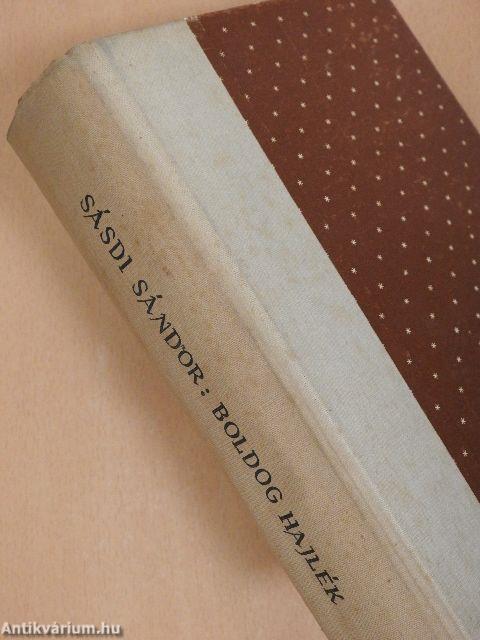 SÁSDI SÁNDOR: BOLDOG HAJLÉK
Antikvárium.hu